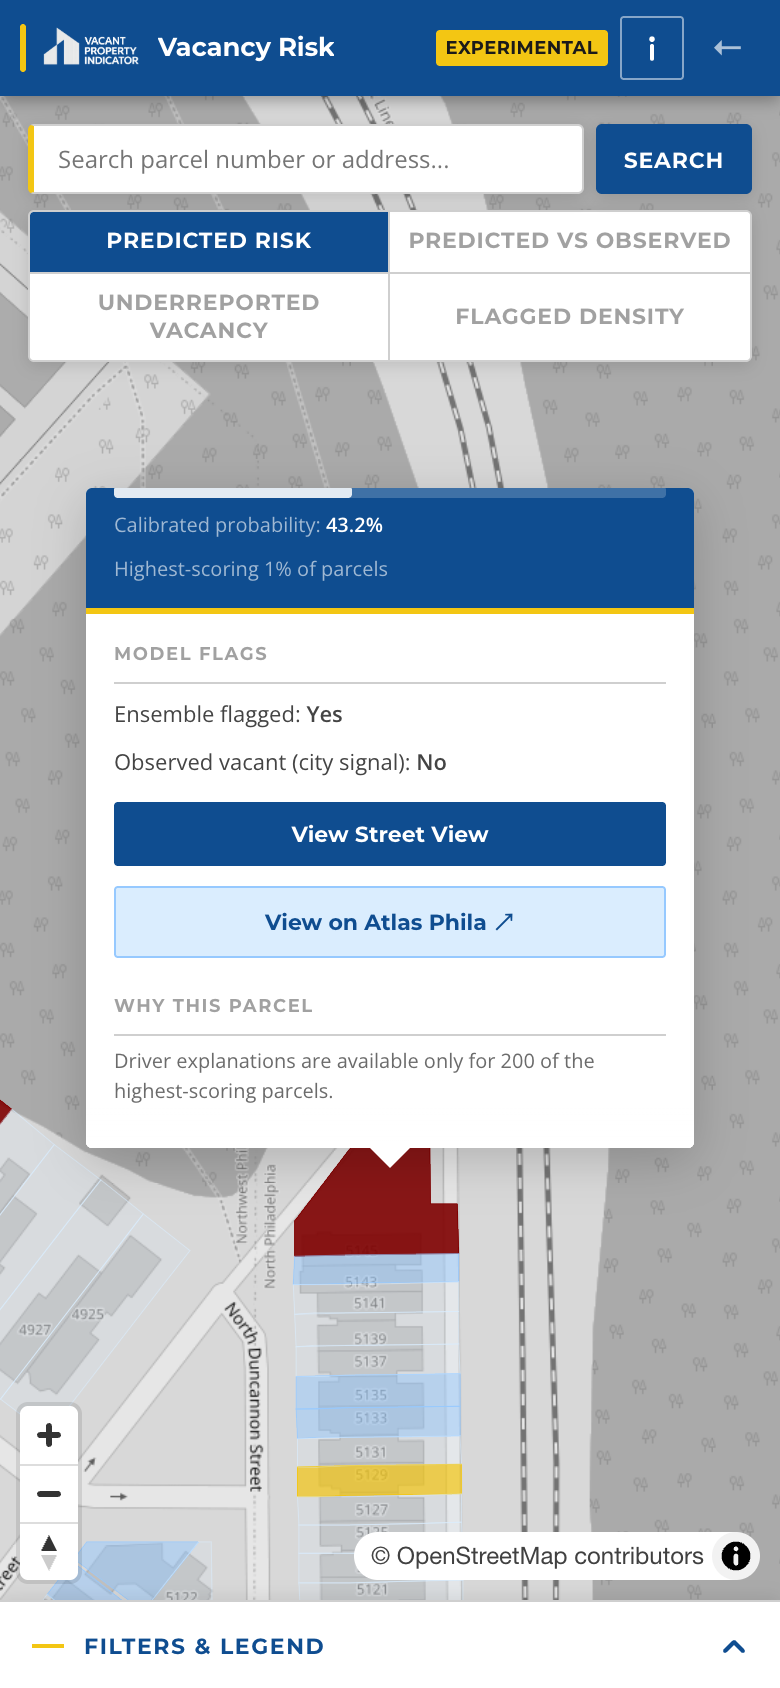 VACANT
PROPERTY
INDICATOR
Vacancy Risk
EXPERIMENTAL
Search parcel number or address...
SEARCH
PREDICTED RISK
PREDICTED VS OBSERVED
UNDERREPORTED
VACANCY
FLAGGED DENSITY
Calibrated probability: 43.2%
Highest-scoring 1% of parcels
MODEL FLAGS
Ensemble flagged: Yes
Observed vacant (city signal): No
View Street View
View on Atlas Phila ↗
WHY THIS PARCEL
Driver explanations are available only for 200 of the
highest-scoring parcels.
North Philadelphia
5143
5141
5139
5137
5135
5133
5131
5129
5127
5121
4925
4927
North Duncannon Street
5122
© OpenStreetMap contributors
FILTERS & LEGEND